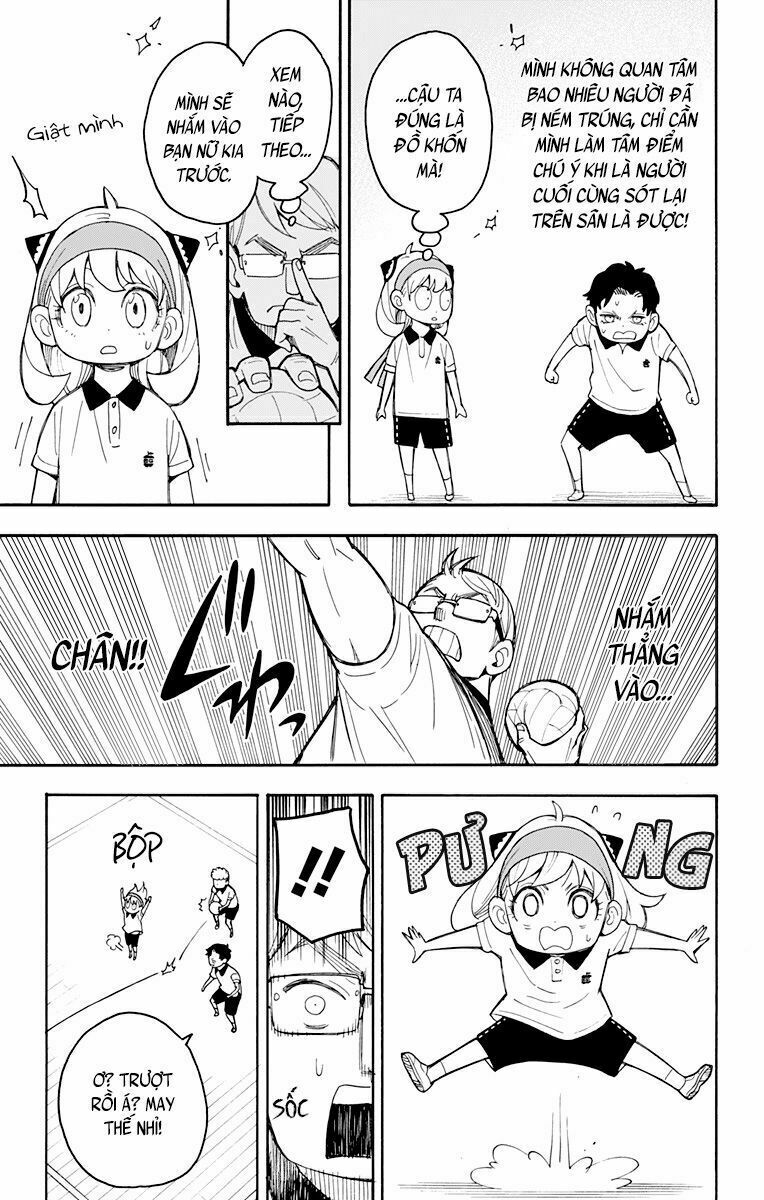 MÌNH KHÔNG QUAN TÂM
BAO NHIÊU NGƯỜI ĐÃ
BỊ NÉM TRÚNG, CHỈ CẦN
MÌNH LÀM TÂM ĐIỂM
CHÚ Ý KHI LÀ NGƯỜI
CUỐI CÙNG SÓT LẠI
TRÊN SÂN LÀ ĐƯỢC!
...CẬU TA
ĐÚNG LÀ
ĐỒ KHỐN
MÀ!
XEM
NÀO,
TIẾP
THEO...
MÌNH SẼ
NHẮM VÀO
BẠN NỮ KIA
TRƯỚC.
Giật mình
NHẮM
THẲNG
VÀO...
CHÂN!!
PƯNG
!!
SỐC
BỘP
Ơ? TRƯỢT
RỒI Á? MAY
THẾ NHỈ!